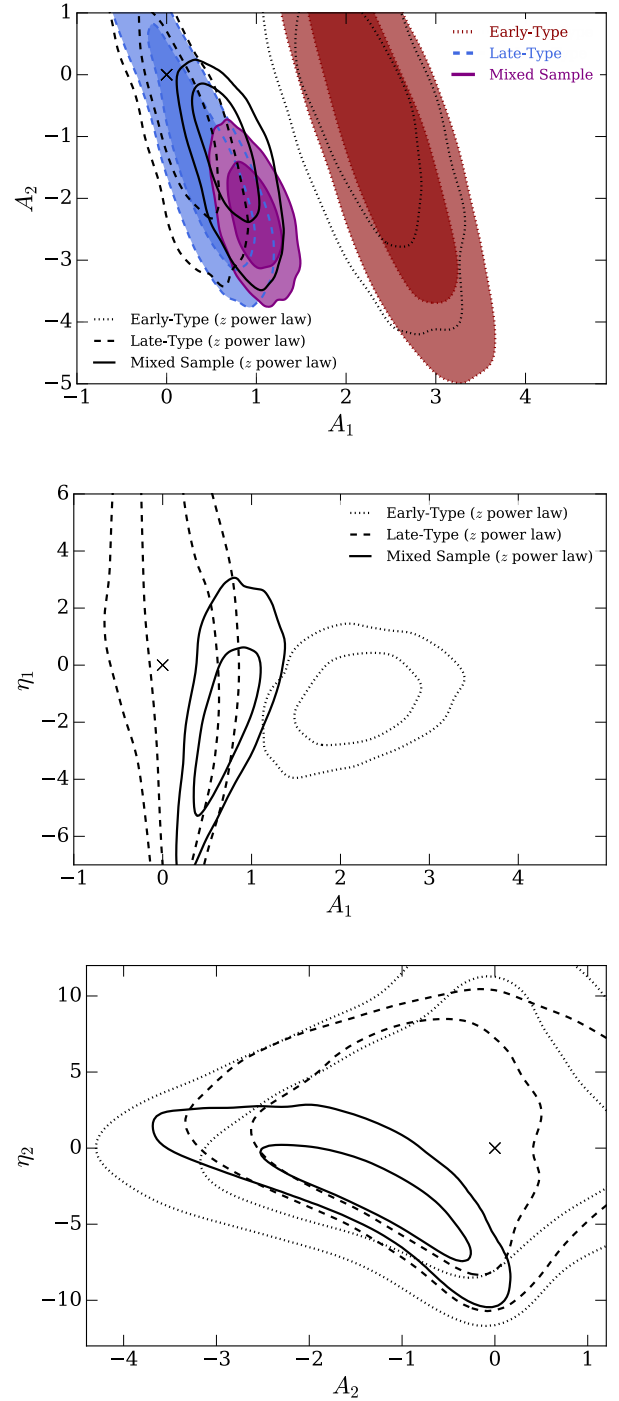 1
0
−1
−2
−3
−4
−5
A₂
Early-Type
Late-Type
Mixed Sample
Early-Type (z power law)
Late-Type (z power law)
Mixed Sample (z power law)
−1 0 1 2 3 4
A₁
6
4
2
0
−2
−4
−6
η₁
Early-Type (z power law)
Late-Type (z power law)
Mixed Sample (z power law)
−1 0 1 2 3 4
A₁
10
5
0
−5
−10
η₂
−4 −3 −2 −1 0 1
A₂